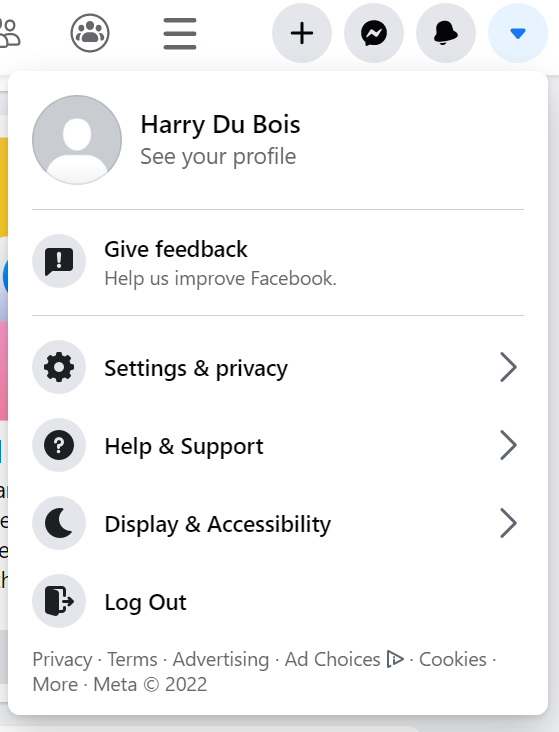 Harry Du Bois
See your profile
Give feedback
Help us improve Facebook.
Settings & privacy
Help & Support
Display & Accessibility
Log Out
Privacy · Terms · Advertising · Ad Choices · Cookies ·
More · Meta © 2022